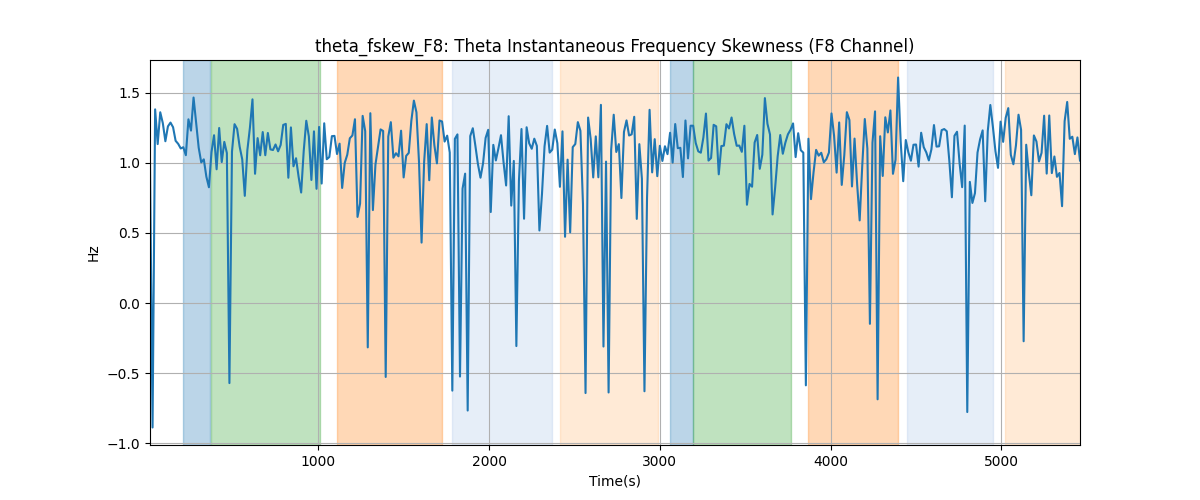 theta_fskew_F8: Theta Instantaneous Frequency Skewness (F8 Channel)
1.5
1.0
0.5
0.0
−0.5
−1.0
Hz
1000 2000 3000 4000 5000
Time(s)